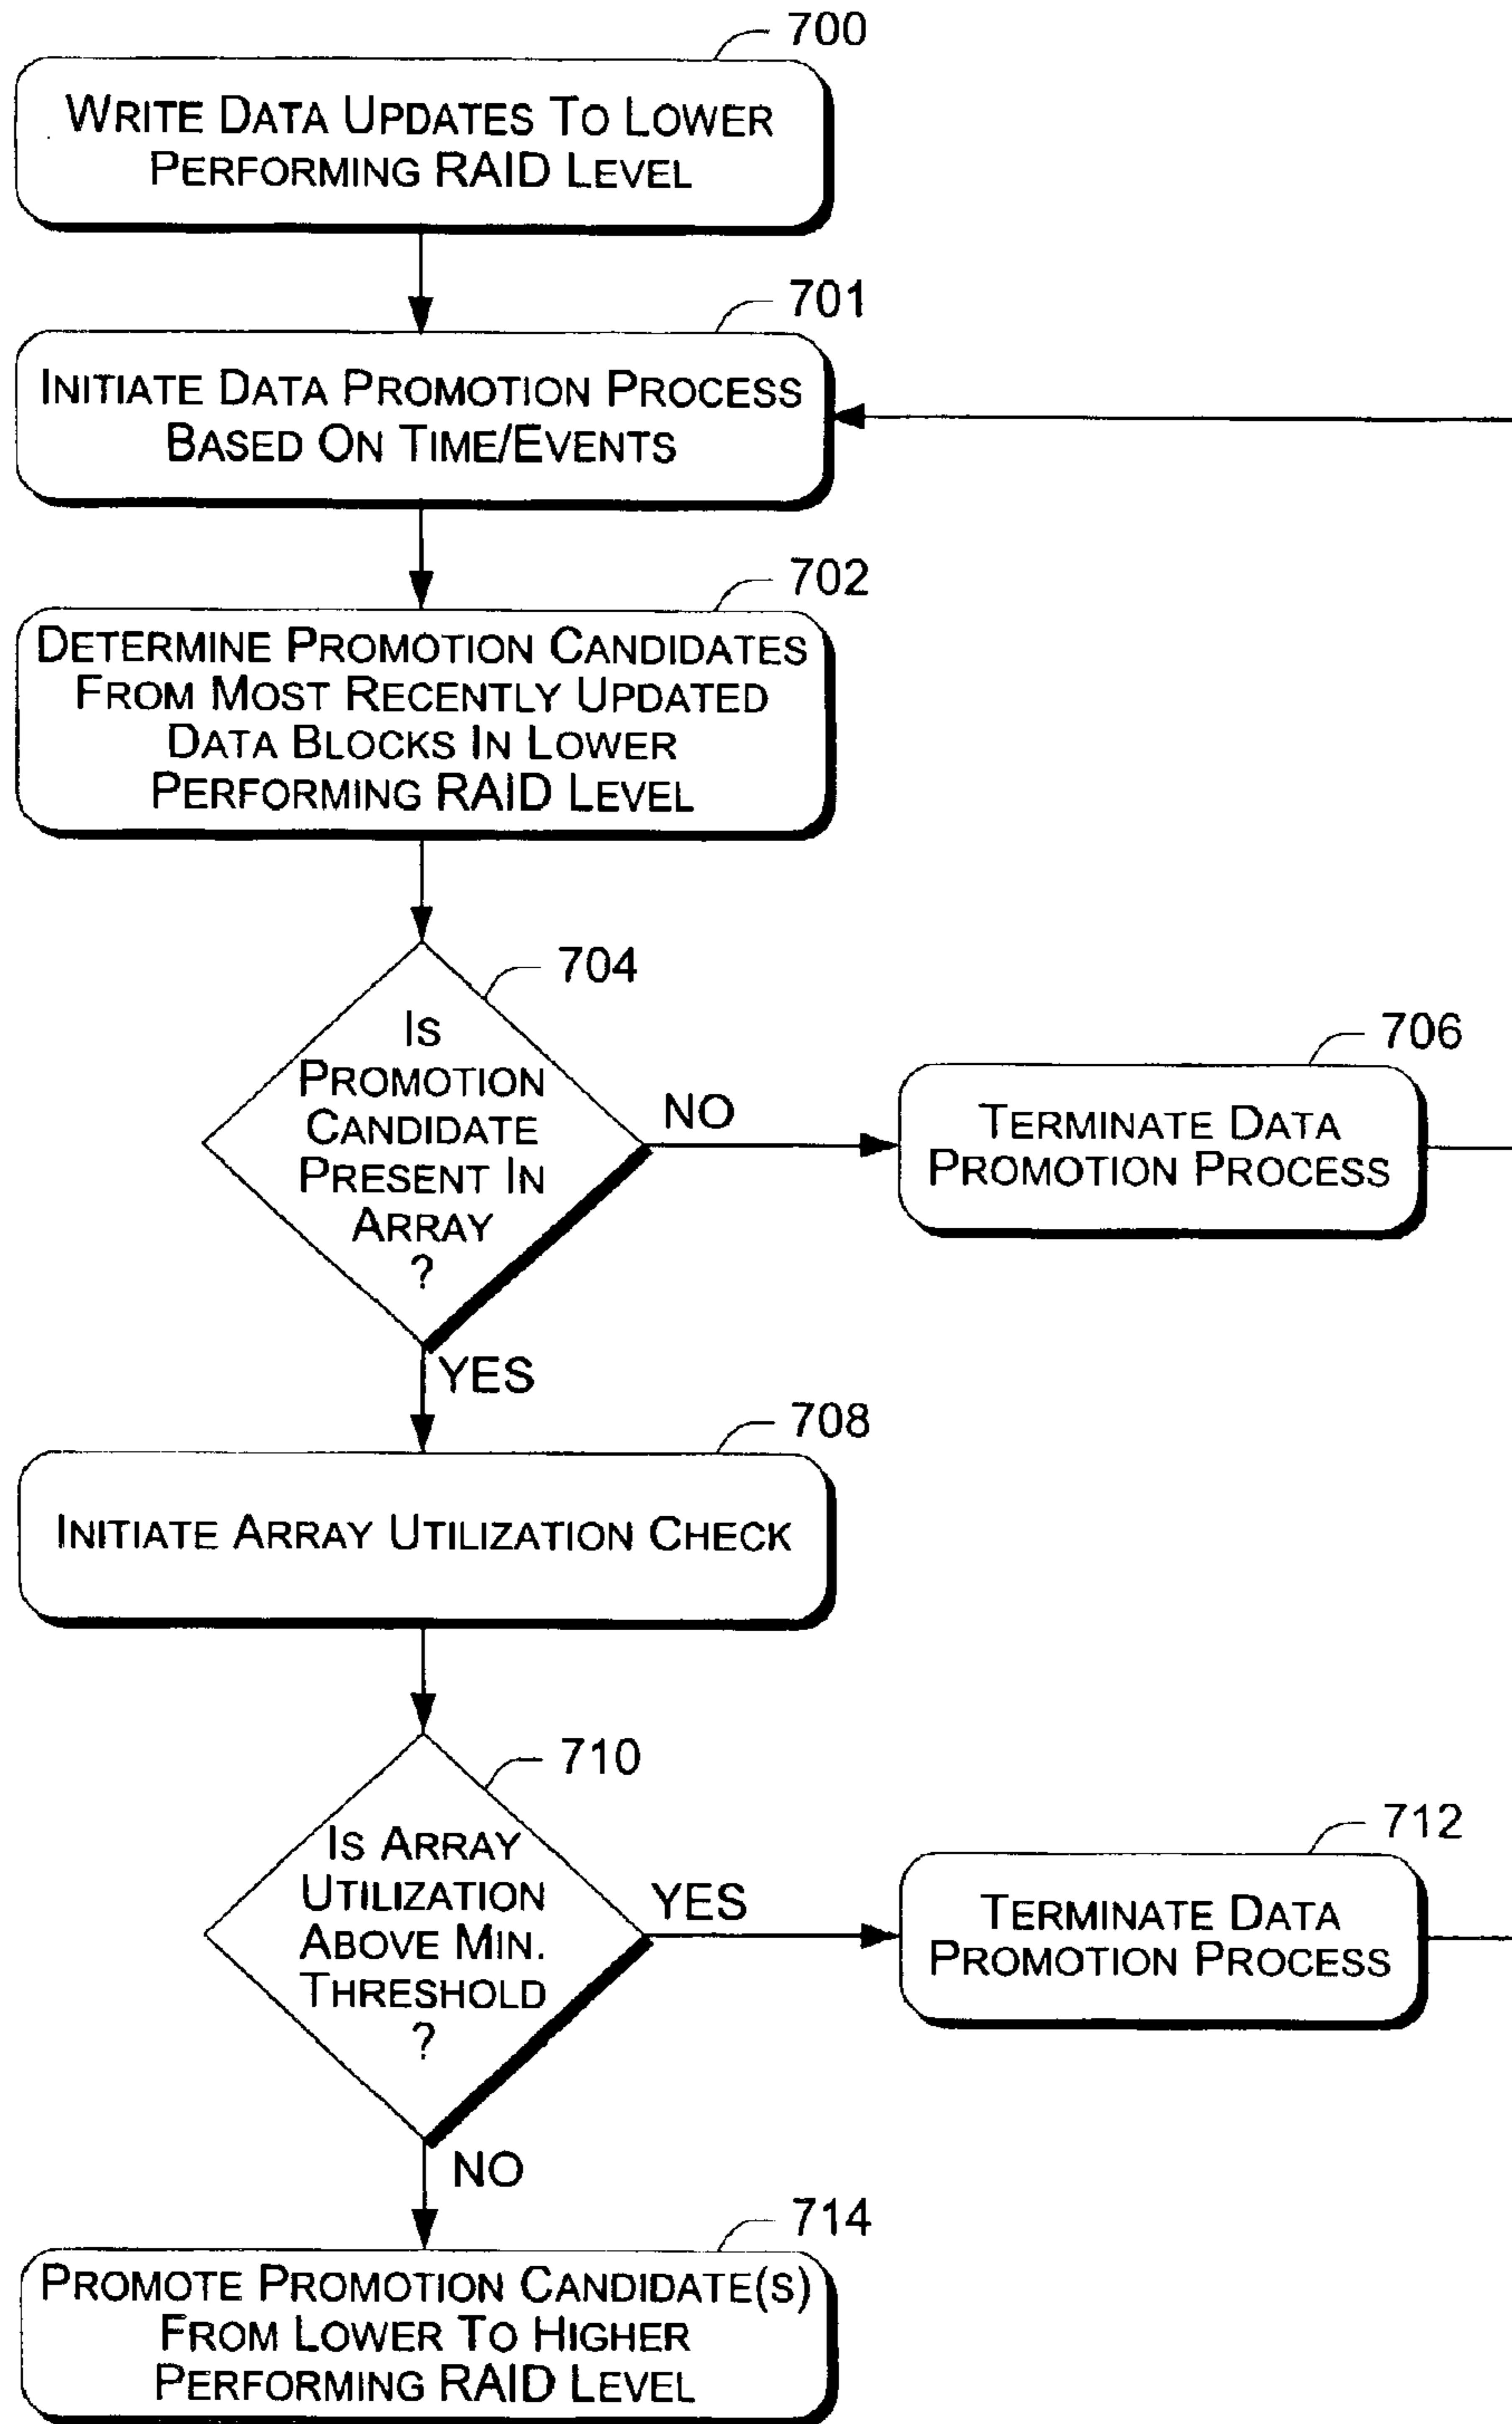 700
WRITE DATA UPDATES TO LOWER
PERFORMING RAID LEVEL
701
INITIATE DATA PROMOTION PROCESS
BASED ON TIME/EVENTS
702
DETERMINE PROMOTION CANDIDATES
FROM MOST RECENTLY UPDATED
DATA BLOCKS IN LOWER
PERFORMING RAID LEVEL
704
IS
PROMOTION
CANDIDATE
PRESENT IN
ARRAY
?
NO
YES
706
TERMINATE DATA
PROMOTION PROCESS
708
INITIATE ARRAY UTILIZATION CHECK
710
IS ARRAY
UTILIZATION
ABOVE MIN.
THRESHOLD
?
YES
NO
712
TERMINATE DATA
PROMOTION PROCESS
714
PROMOTE PROMOTION CANDIDATE(S)
FROM LOWER TO HIGHER
PERFORMING RAID LEVEL